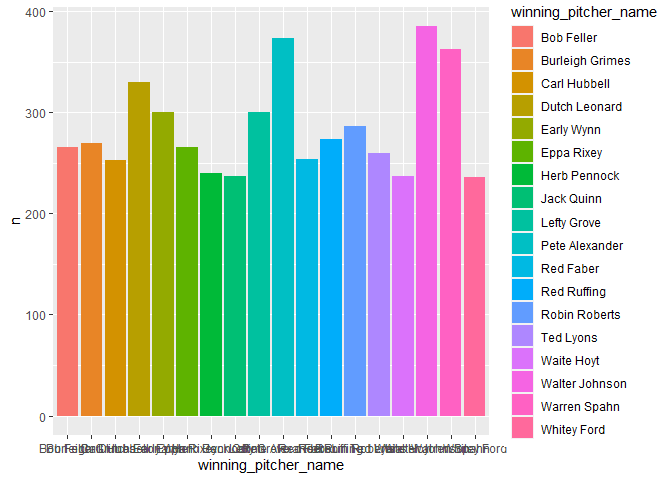 400
300
200
100
0
n
winning_pitcher_name
winning_pitcher_name
Bob Feller
Burleigh Grimes
Carl Hubbell
Dutch Leonard
Early Wynn
Eppa Rixey
Herb Pennock
Jack Quinn
Lefty Grove
Pete Alexander
Red Faber
Red Ruffing
Robin Roberts
Ted Lyons
Waite Hoyt
Walter Johnson
Warren Spahn
Whitey Ford